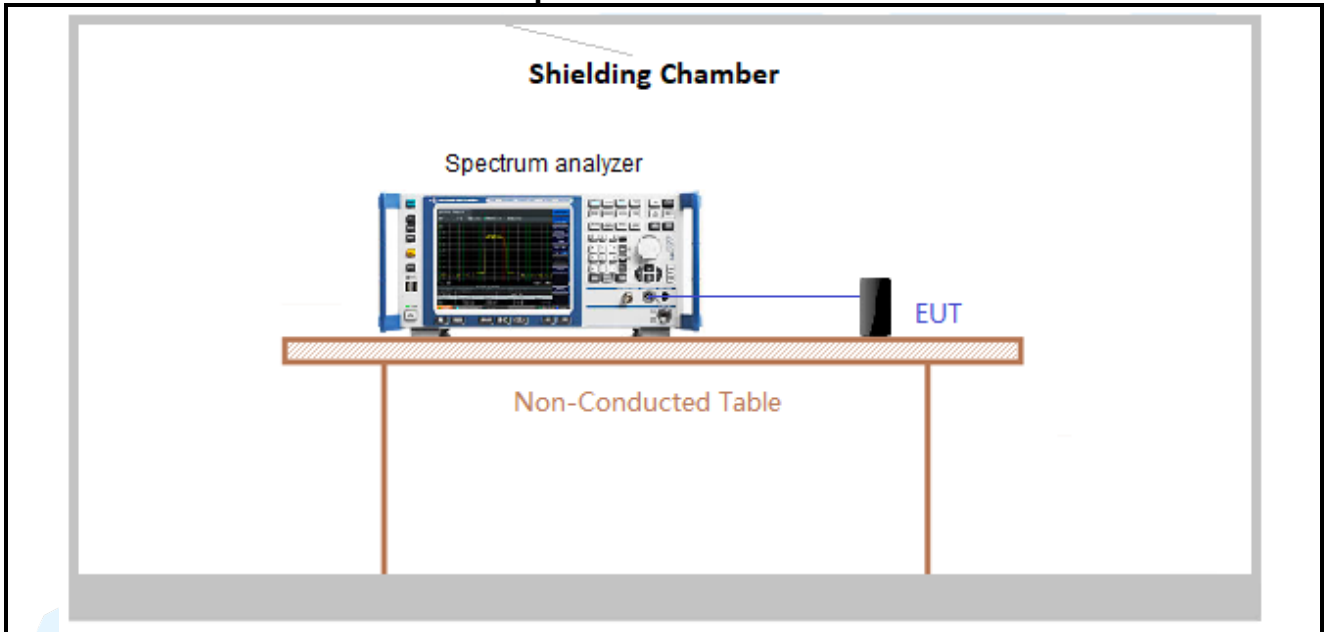 Shielding Chamber
Spectrum analyzer
EUT
Non-Conducted Table